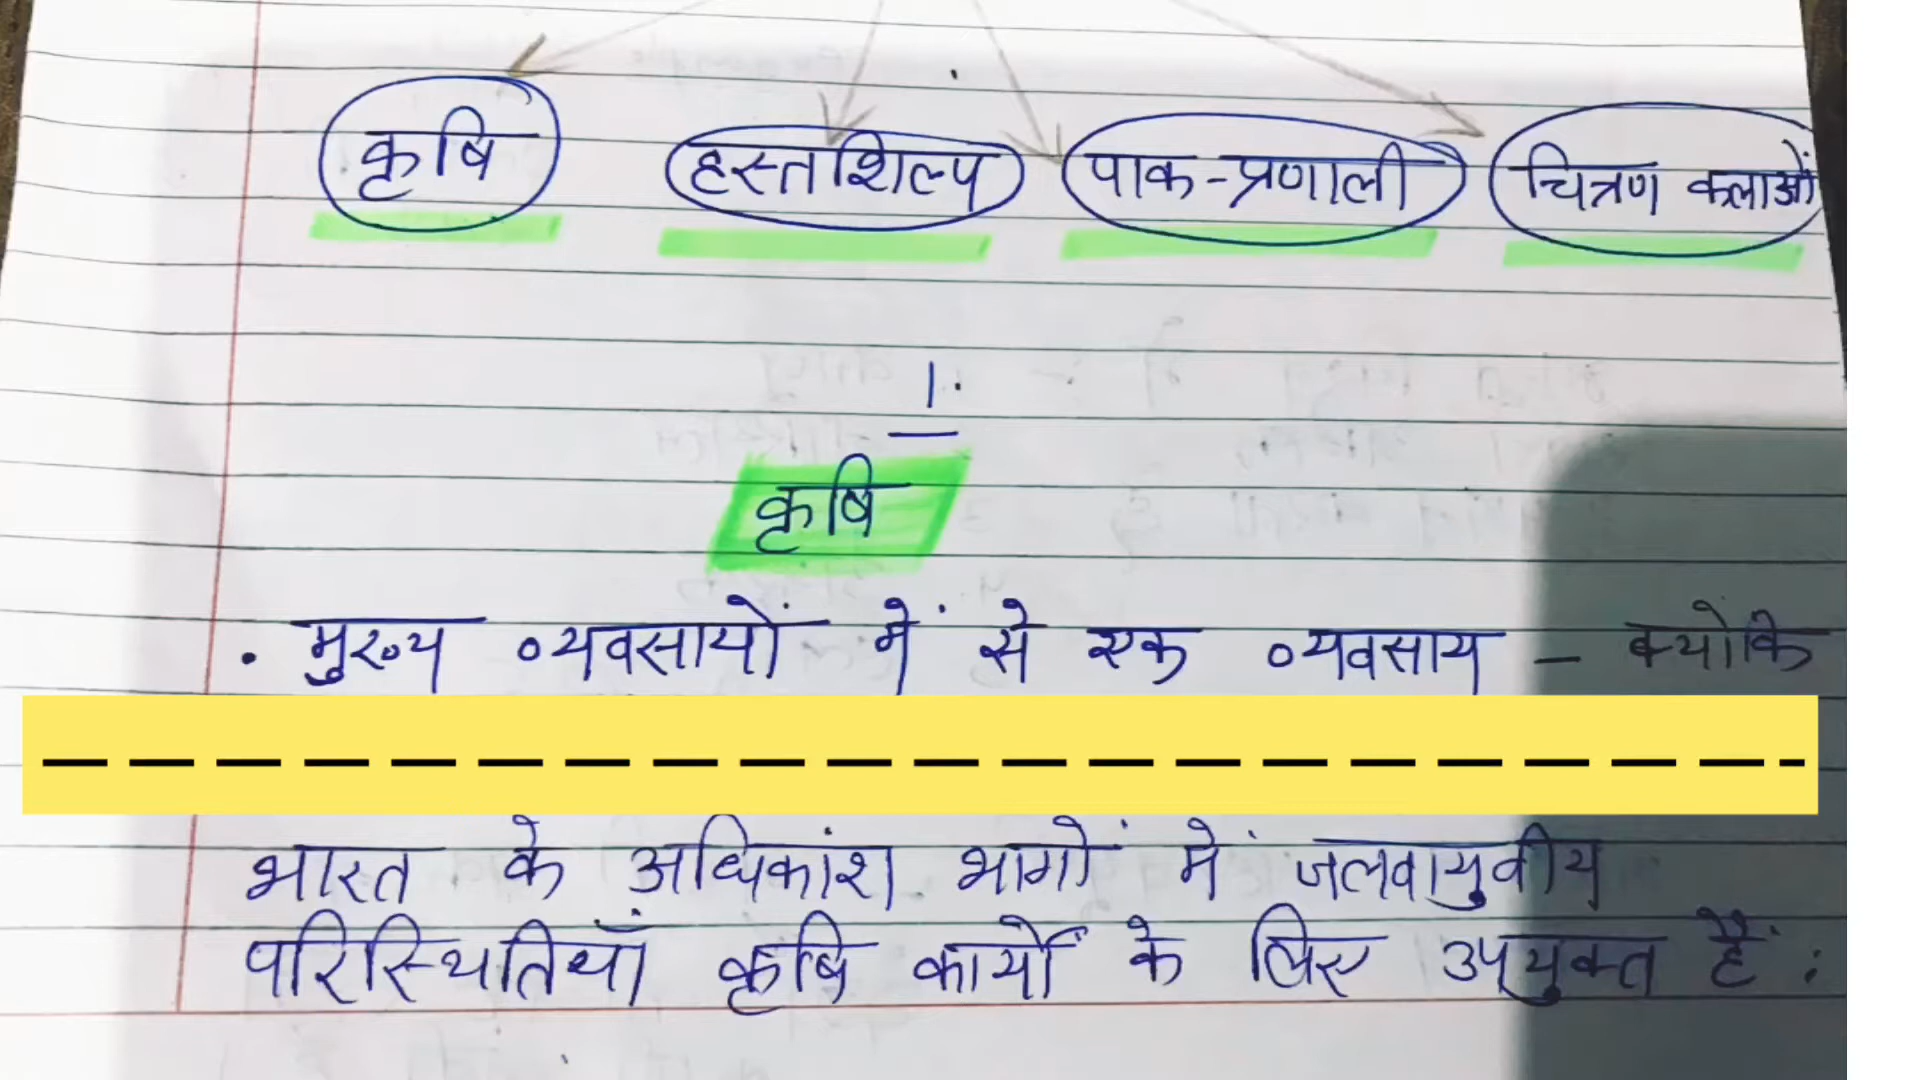 कृषि हस्तशिल्प पाक-प्रणाली चित्रण कलाओं
1.
कृषि
• मुख्य व्यवसायों में से एक व्यवसाय – क्योकि
भारत के अधिकांश भागों में जलवायुवीय
परिस्थितियाँ कृषि कार्यों के लिए उपयुक्त हैं :